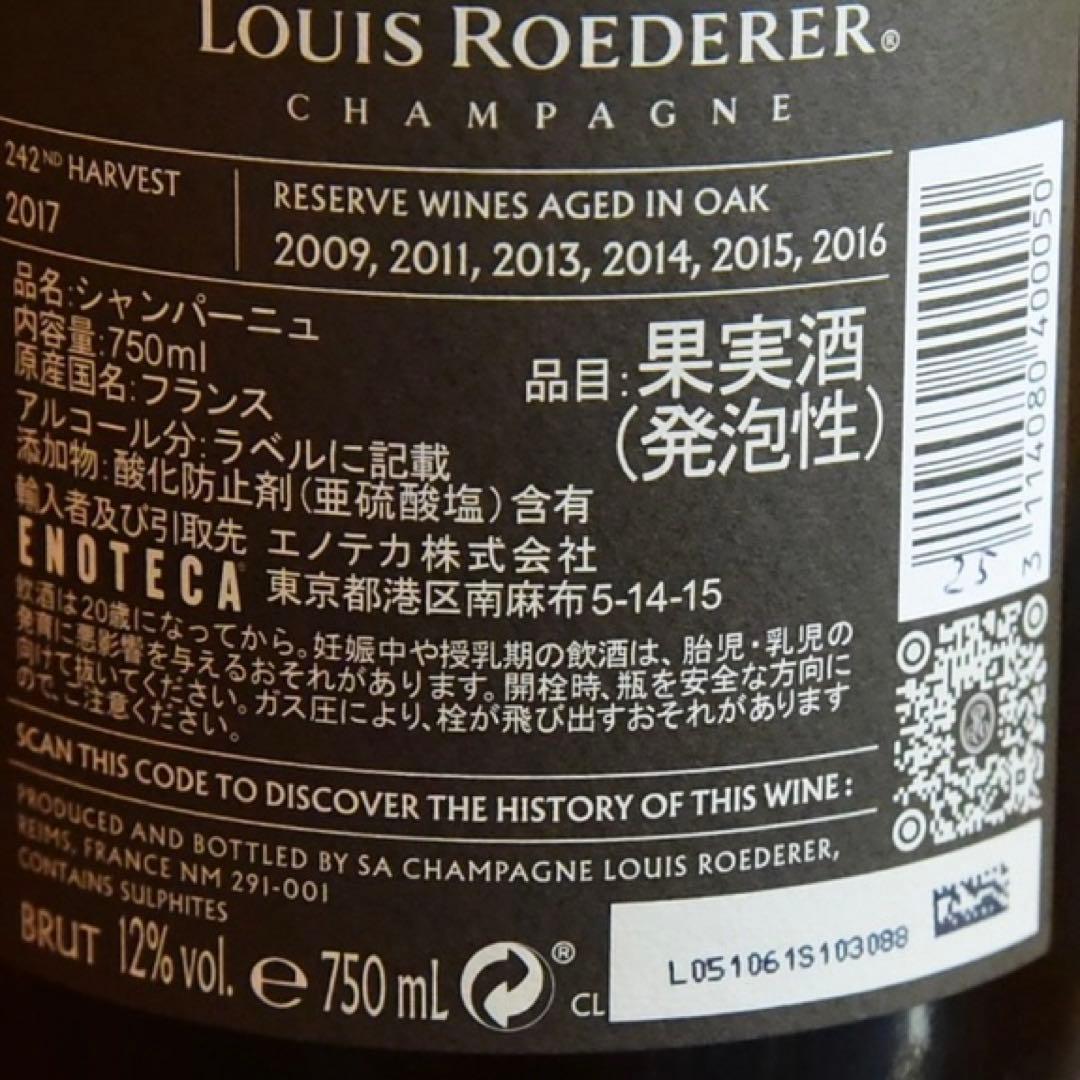 LOUIS ROEDERER®
CHAMPAGNE
242ND HARVEST
2017
RESERVE WINES AGED IN OAK
2009, 2011, 2013, 2014, 2015, 2016
品名:シャンパーニュ
内容量:750ml
原産国名:フランス
アルコール分:ラベルに記載
添加物:酸化防止剤(亜硫酸塩)含有
品目:果実酒
(発泡性)
輸入者及び引取先
ENOTECA
エノテカ株式会社
東京都港区南麻布5-14-15
飲酒は20歳になってから。妊娠中や授乳期の飲酒は、胎児・乳児の
発育に悪影響を与えるおそれがあります。開栓時、瓶を安全な方向に
向けて抜いてください。ガス圧により、栓が飛び出すおそれがあります
ので、ご注意ください。
3 114080 400050
25
SCAN THIS CODE TO DISCOVER THE HISTORY OF THIS WINE :
PRODUCED AND BOTTLED BY SA CHAMPAGNE LOUIS ROEDERER,
REIMS, FRANCE NM 291-001
CONTAINS SULPHITES
BRUT 12% vol. e 750 mL ® CL
L051061S103088